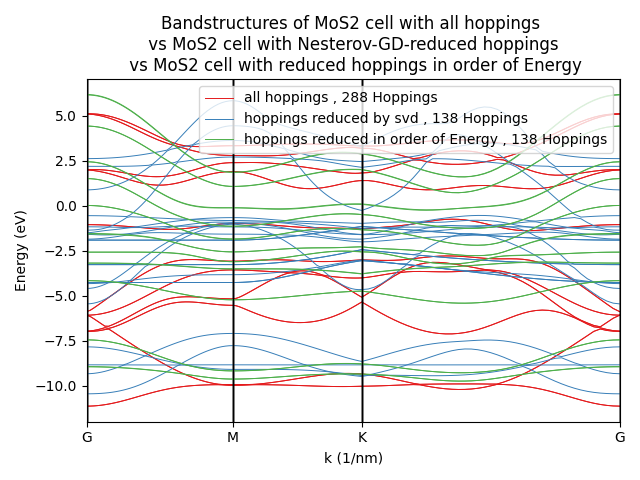 Bandstructures of MoS2 cell with all hoppings
vs MoS2 cell with Nesterov-GD-reduced hoppings
vs MoS2 cell with reduced hoppings in order of Energy
all hoppings , 288 Hoppings
hoppings reduced by svd , 138 Hoppings
hoppings reduced in order of Energy , 138 Hoppings
5.0
2.5
0.0
−2.5
−5.0
−7.5
−10.0
Energy (eV)
G M K G
k (1/nm)